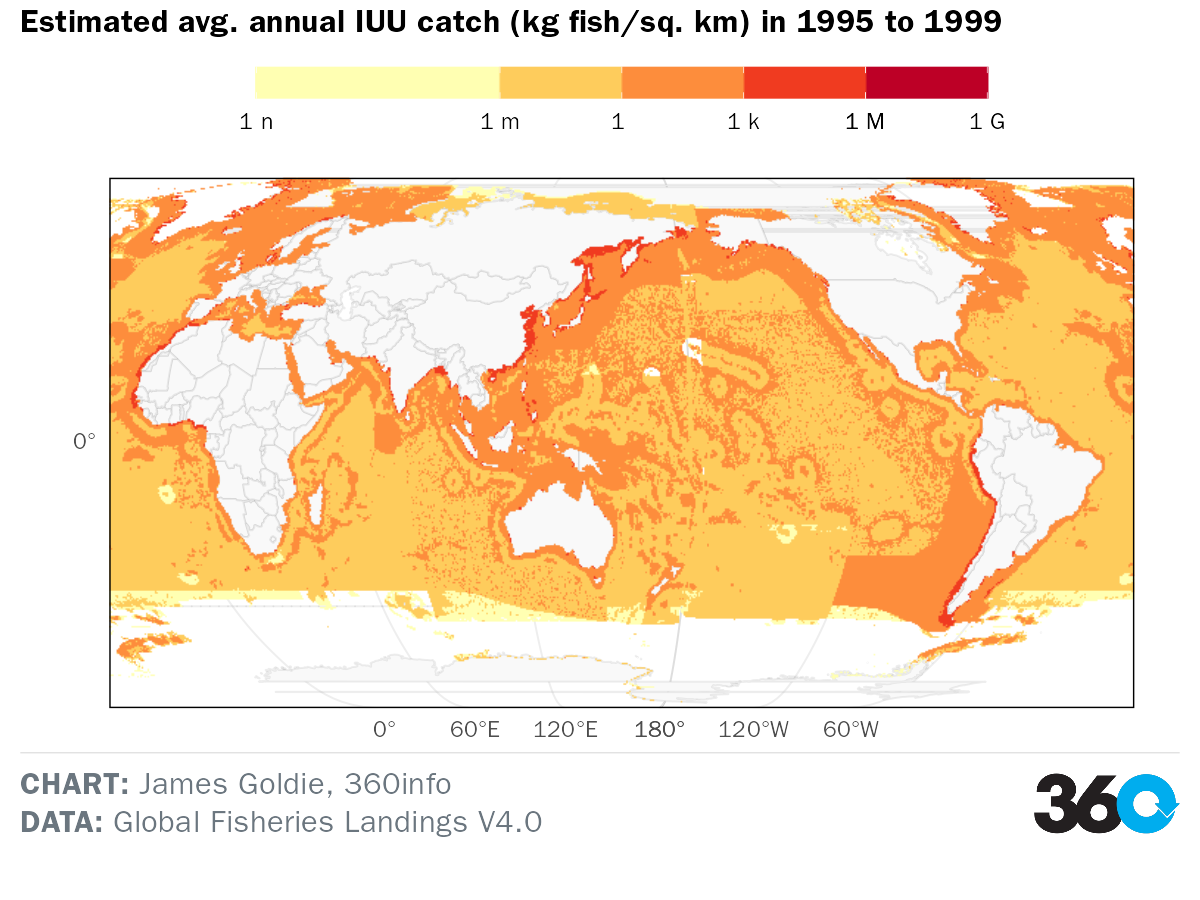 Estimated avg. annual IUU catch (kg fish/sq. km) in 1995 to 1999
1 n 1 m 1 1 k 1 M 1 G
0°
0° 60°E 120°E 180° 120°W 60°W
CHART: James Goldie, 360info
DATA: Global Fisheries Landings V4.0
360